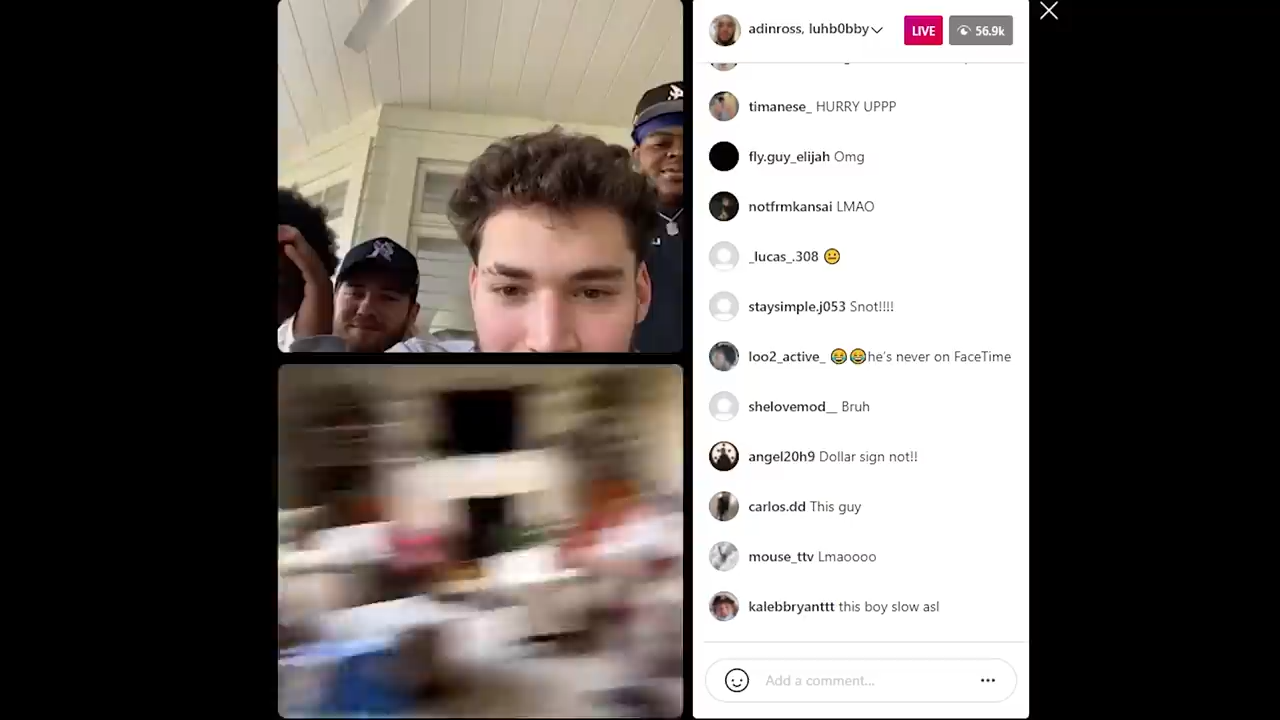 adinross, luhb0bby
LIVE
56.9k
timanese_ HURRY UPPP
fly.guy_elijah Omg
notfrmkansai LMAO
_lucas_.308 😐
staysimple.j053 Snot!!!!
loo2_active_ 😂😂he's never on FaceTime
shelovemod__ Bruh
angel20h9 Dollar sign not!!
carlos.dd This guy
mouse_ttv Lmaoooo
kalebbryanttt this boy slow asl
Add a comment...